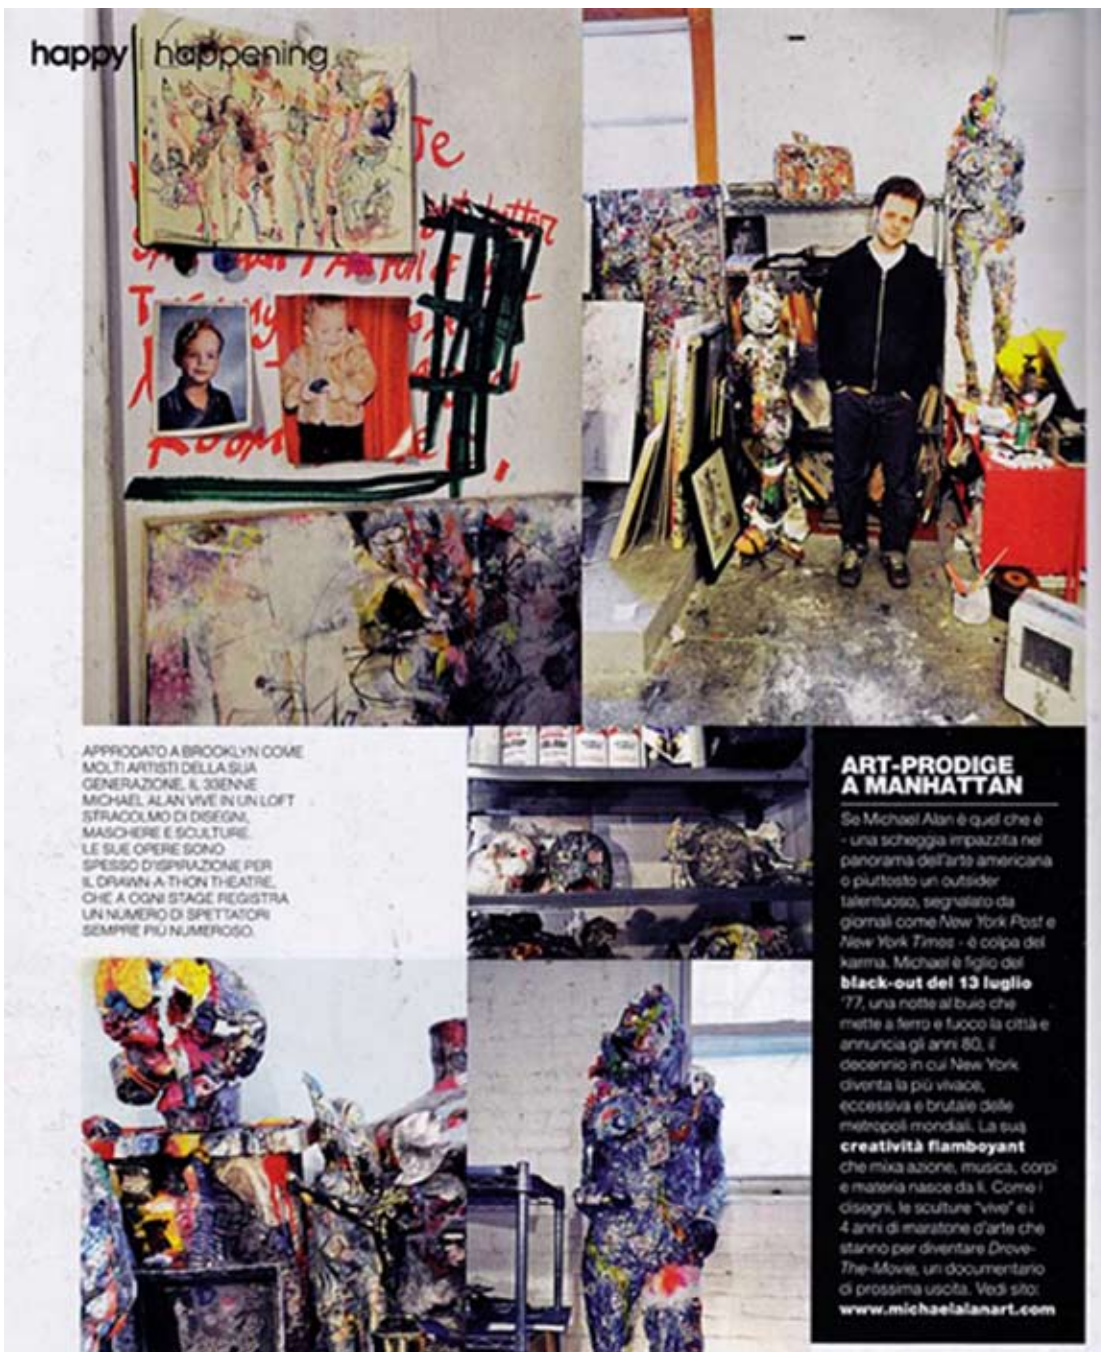 happy | happening
Je
better
FULL OF
My
Room
APPRODATO A BROOKLYN COME
MOLTI ARTISTI DELLA SUA
GENERAZIONE, IL 33ENNE
MICHAEL ALAN VIVE IN UN LOFT
STRACOLMO DI DISEGNI,
MASCHERE E SCULTURE.
LE SUE OPERE SONO
SPESSO D'ISPIRAZIONE PER
IL DRAWN-A-THON THEATRE,
CHE A OGNI STAGE REGISTRA
UN NUMERO DI SPETTATORI
SEMPRE PIÙ NUMEROSO.
ART-PRODIGE
A MANHATTAN
Se Michael Alan è quel che è
- una scheggia impazzita nel
panorama dell'arte americana
o piuttosto un outsider
talentuoso, segnalato da
giornali come New York Post e
New York Times - è colpa del
karma. Michael è figlio del
black-out del 13 luglio
'77, una notte al buio che
mette a ferro e fuoco la città e
annuncia gli anni 80, il
decennio in cui New York
diventa la più vivace,
eccessiva e brutale delle
metropoli mondiali. La sua
creatività flamboyant
che mixa azione, musica, corpi
e materia nasce da lì. Come i
disegni, le sculture "vive" e i
4 anni di maratone d'arte che
stanno per diventare Drove-
The-Movie, un documentario
di prossima uscita. Vedi sito:
www.michaelalanart.com